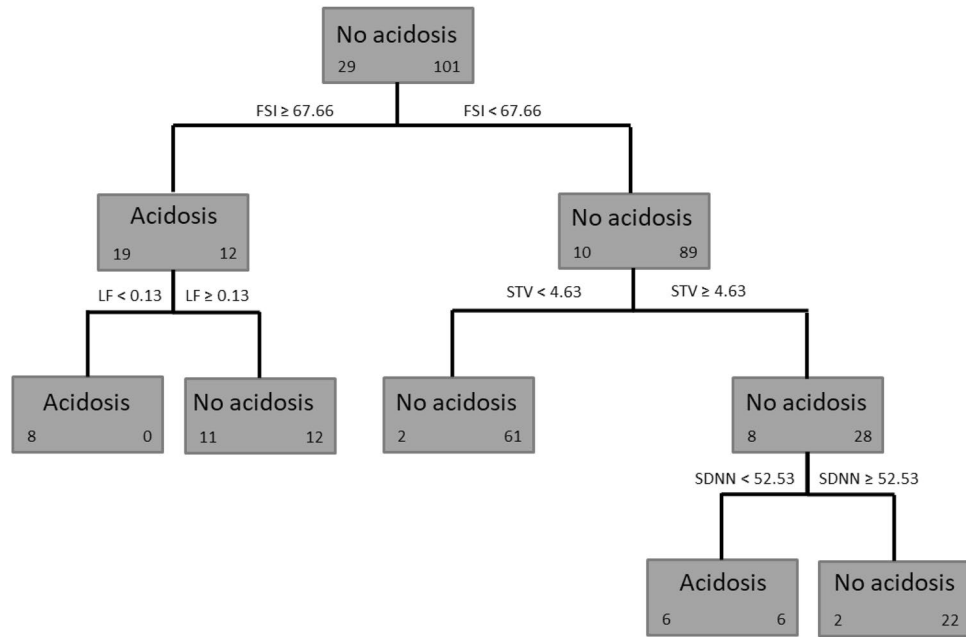 No acidosis
29 101
FSI ≥ 67.66 FSI < 67.66
Acidosis
19 12
No acidosis
10 89
LF < 0.13 LF ≥ 0.13
STV < 4.63 STV ≥ 4.63
Acidosis
8 0
No acidosis
11 12
No acidosis
2 61
No acidosis
8 28
SDNN < 52.53 SDNN ≥ 52.53
Acidosis
6 6
No acidosis
2 22